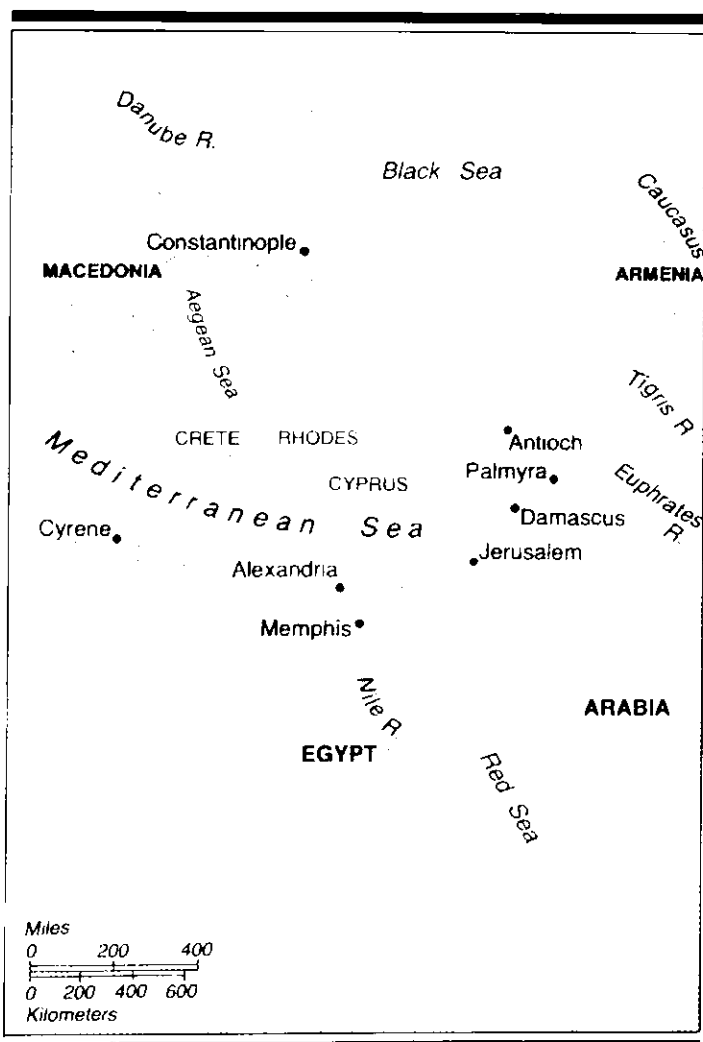 Danube R.
Black Sea
Caucasus
Constantinople
MACEDONIA
ARMENIA
Aegean Sea
Tigris R
CRETE RHODES
Antioch
Mediterranean Sea
Palmyra
Euphrates R.
CYPRUS
Damascus
Cyrene
Jerusalem
Alexandria
Memphis
Nile R.
ARABIA
EGYPT
Red Sea
Miles
0 200 400
0 200 400 600
Kilometers